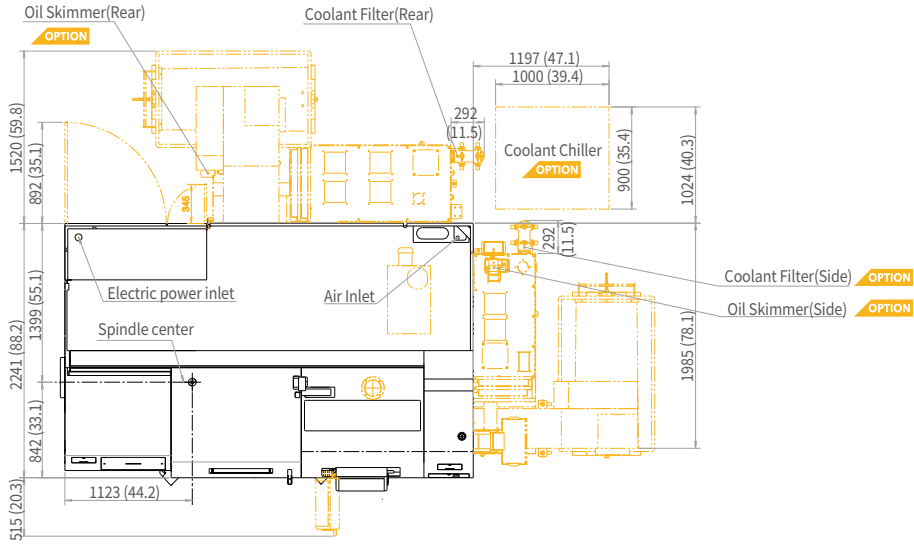 Oil Skimmer(Rear)
OPTION
Coolant Filter(Rear)
1197 (47.1)
1000 (39.4)
292
(11.5)
Coolant Chiller
OPTION
900 (35.4)
1024 (40.3)
1520 (59.8)
892 (35.1)
345
292
(11.5)
Electric power inlet
Air Inlet
Coolant Filter(Side)
OPTION
Oil Skimmer(Side)
OPTION
Spindle center
1399 (55.1)
2241 (88.2)
1985 (78.1)
842 (33.1)
1123 (44.2)
515 (20.3)